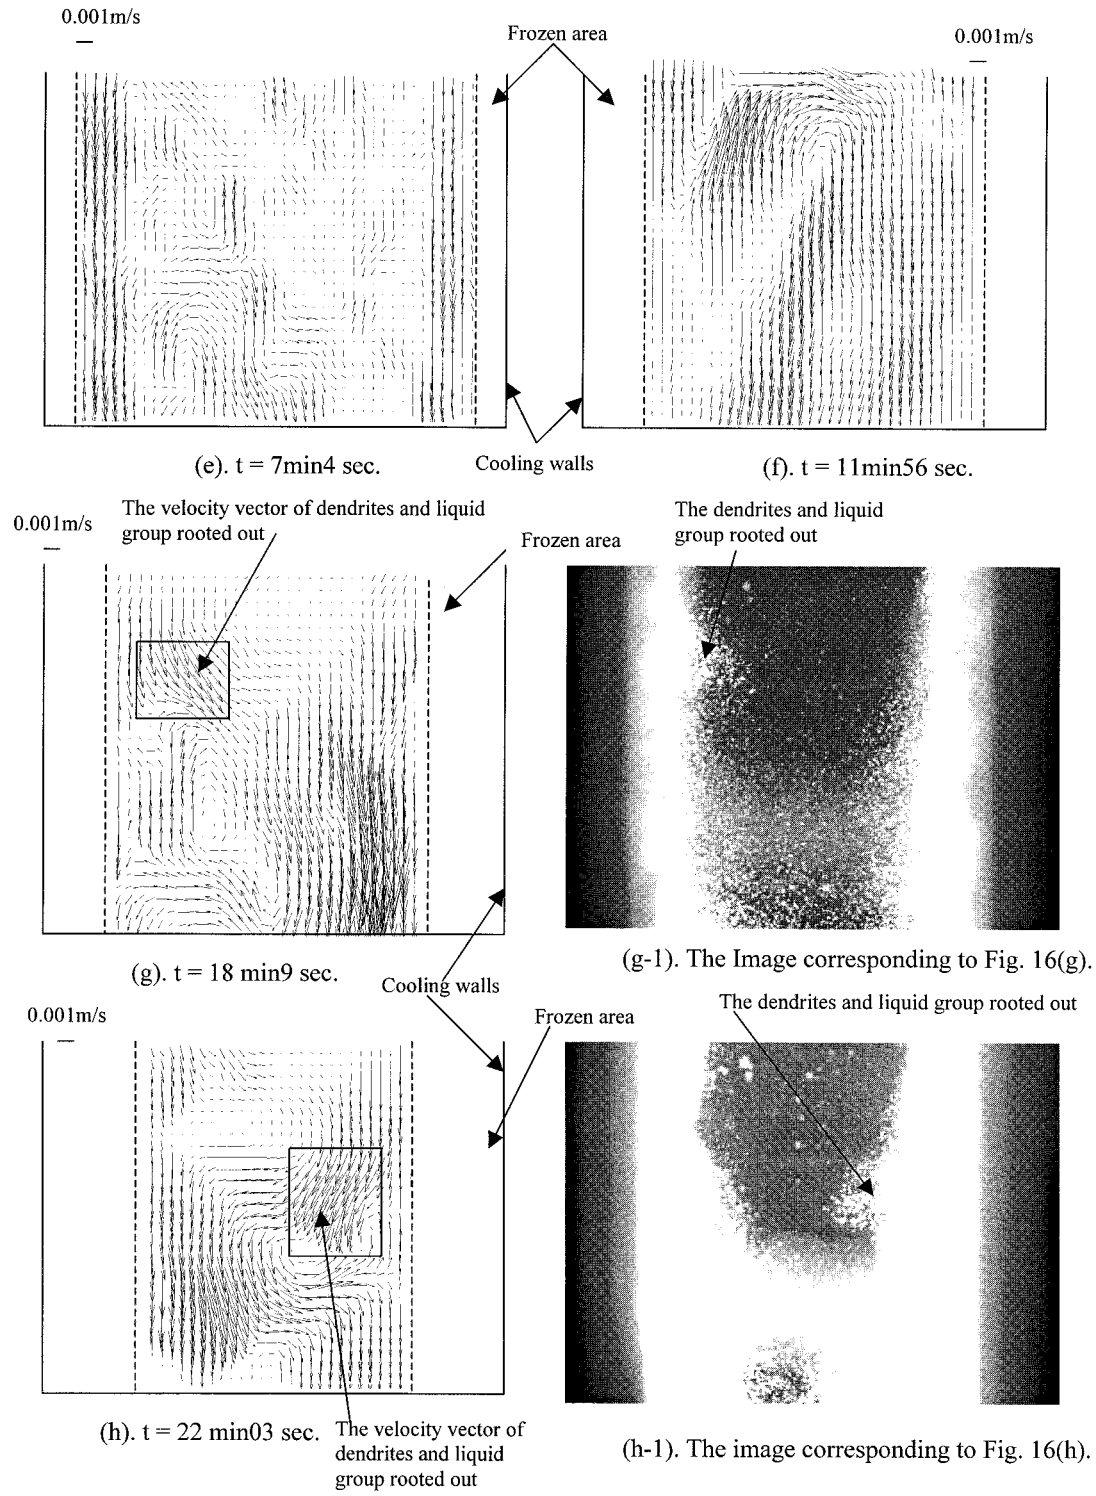 0.001m/s
Frozen area
0.001m/s
Cooling walls
(e). t = 7min4 sec.
(f). t = 11min56 sec.
The velocity vector of dendrites and liquid
group rooted out
0.001m/s
Frozen area
The dendrites and liquid
group rooted out
(g). t = 18 min9 sec.
(g-1). The Image corresponding to Fig. 16(g).
Cooling walls
0.001m/s
Frozen area
The dendrites and liquid group rooted out
(h). t = 22 min03 sec.
The velocity vector of
dendrites and liquid
group rooted out
(h-1). The image corresponding to Fig. 16(h).